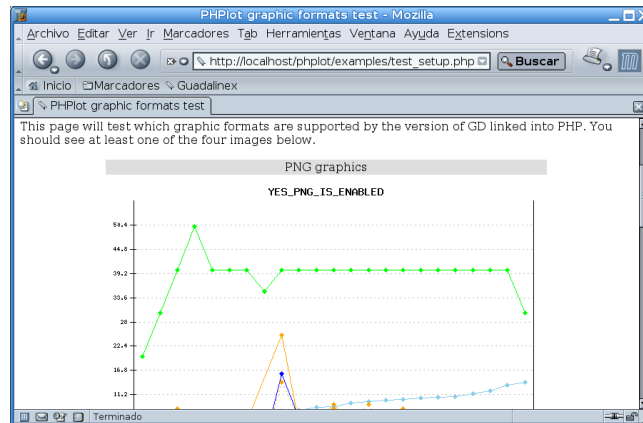 PHPlot graphic formats test - Mozilla
Archivo Editar Ver Ir Marcadores Tab Herramientas Ventana Ayuda Extensions
http://localhost/phplot/examples/test_setup.php Buscar
Inicio Marcadores Guadalinex
PHPlot graphic formats test
This page will test which graphic formats are supported by the version of GD linked into PHP. You
should see at least one of the four images below.
PNG graphics
YES_PNG_IS_ENABLED
50,4
44,8
39,2
33,6
28
22,4
16,8
11,2
Terminado